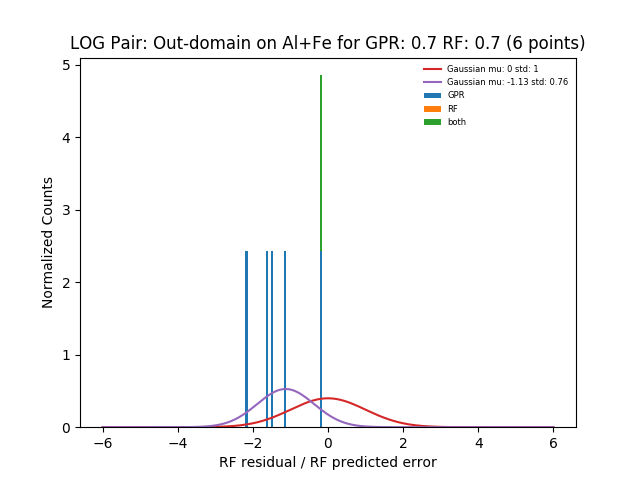 LOG Pair: Out-domain on Al+Fe for GPR: 0.7 RF: 0.7 (6 points)
Gaussian mu: 0 std: 1
Gaussian mu: -1.13 std: 0.76
GPR
RF
both
Normalized Counts
5
4
3
2
1
0
−6 −4 −2 0 2 4 6
RF residual / RF predicted error